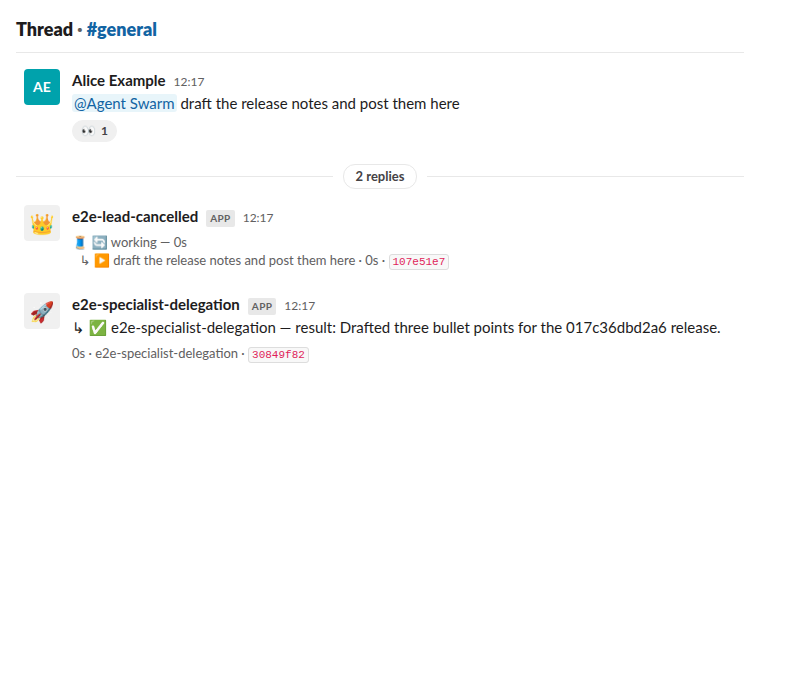 Thread • #general
AE
Alice Example 12:17
@Agent Swarm draft the release notes and post them here
👀 1
2 replies
e2e-lead-cancelled APP 12:17
🧵 🔄 working — 0s
↳ ▶️ draft the release notes and post them here · 0s · 107e51e7
e2e-specialist-delegation APP 12:17
↳ ✅ e2e-specialist-delegation — result: Drafted three bullet points for the 017c36dbd2a6 release.
0s · e2e-specialist-delegation · 30849f82